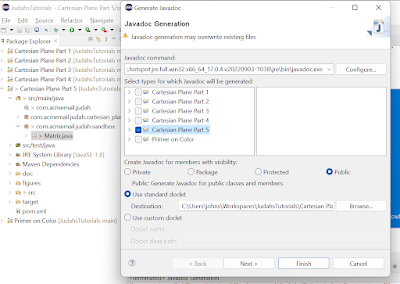 Eclipse IDE - Cartesian Plane Part 5/
File Edit Source Refactor Navigate
Package Explorer
Cartesian Plane Part 1 [JudahsTutorials main]
Cartesian Plane Part 2 [JudahsTutorials main]
Cartesian Plane Part 3 [JudahsTutorials main]
Cartesian Plane Part 4 [JudahsTutorials main]
> Cartesian Plane Part 5 [JudahsTutorials
> src/main/java
com.acmemail.judah
com.acmemail.judah.cartesian_pla
> com.acmemail.judah.sandbox
> Matrix.java
src/test/java
JRE System Library [JavaSE-1.8]
Maven Dependencies
doc
figures
src
target
pom.xml
Primer on Color [JudahsTutorials main]
Generate Javadoc
Javadoc Generation
Javadoc generation may overwrite existing files
Javadoc command:
.hotspot.jre.full.win32.x86_64_17.0.4.v20220903-1038\jre\bin\javadoc.exe
Configure...
Select types for which Javadoc will be generated:
Cartesian Plane Part 1
Cartesian Plane Part 2
Cartesian Plane Part 3
Cartesian Plane Part 4
Cartesian Plane Part 5
Primer on Color
Create Javadoc for members with visibility:
Private Package Protected Public
Public: Generate Javadoc for public classes and members.
Use standard doclet
Destination: C:\Users\johns\Workspaces\JudahsTutorials\Cartesian Plan
Browse...
Use custom doclet
Doclet name:
Doclet class path:
< Back Next > Finish Cancel
<terminated> Javadoc Generation